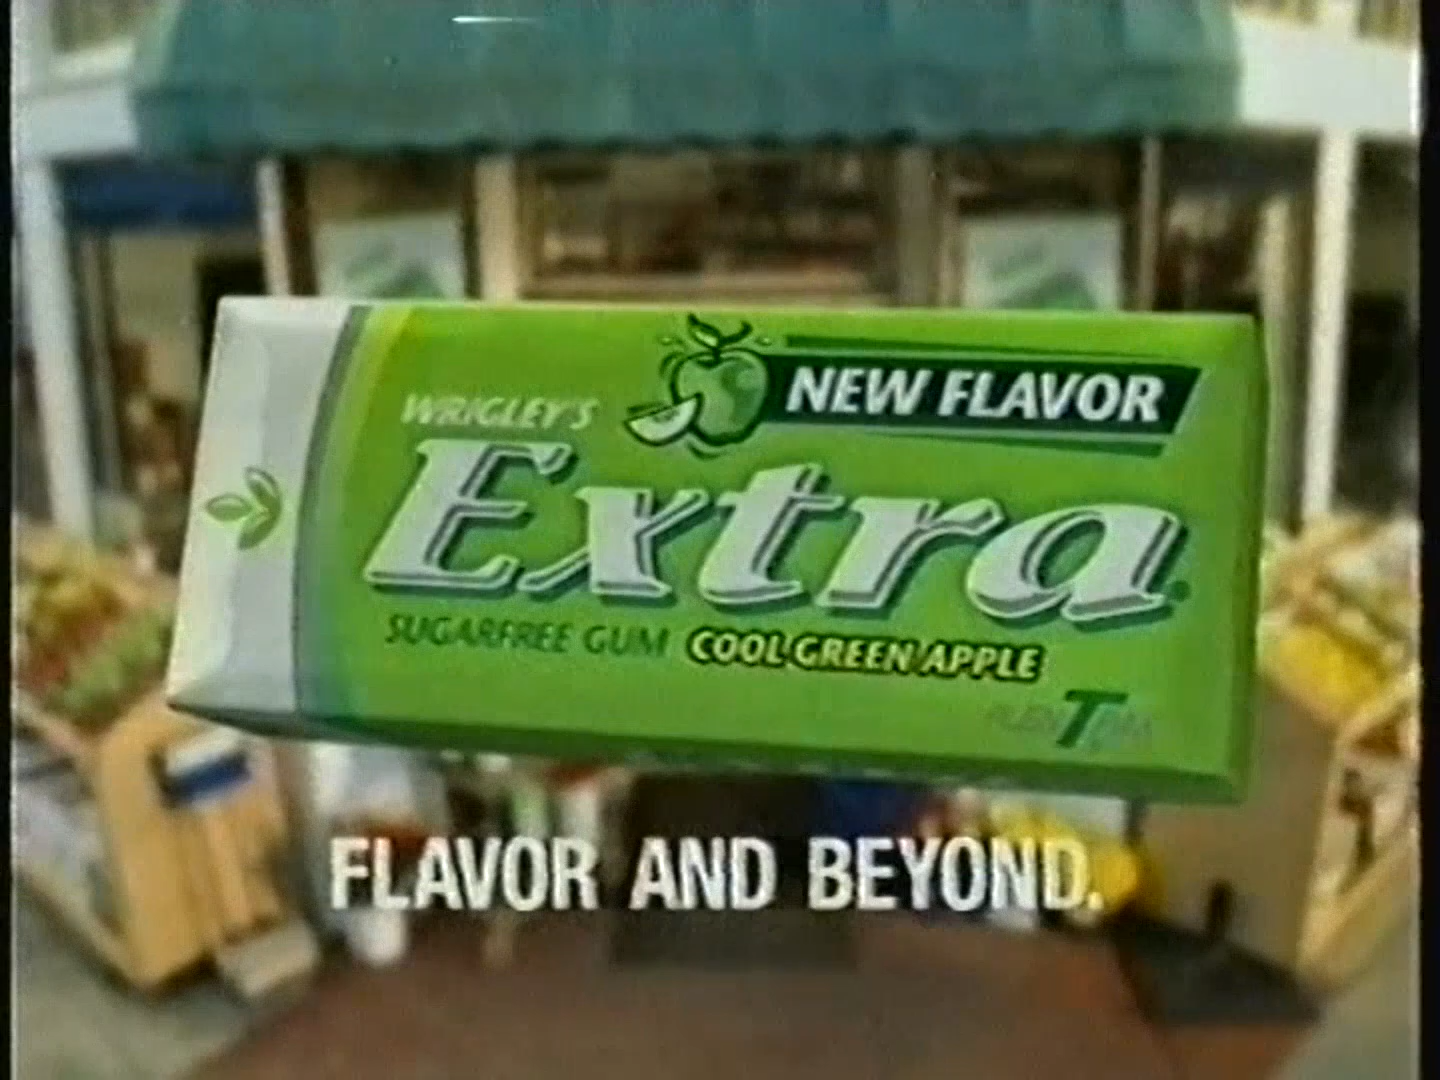 NEW FLAVOR
WRIGLEY'S
Extra
SUGARFREE GUM COOL GREEN APPLE
FLAVOR AND BEYOND.